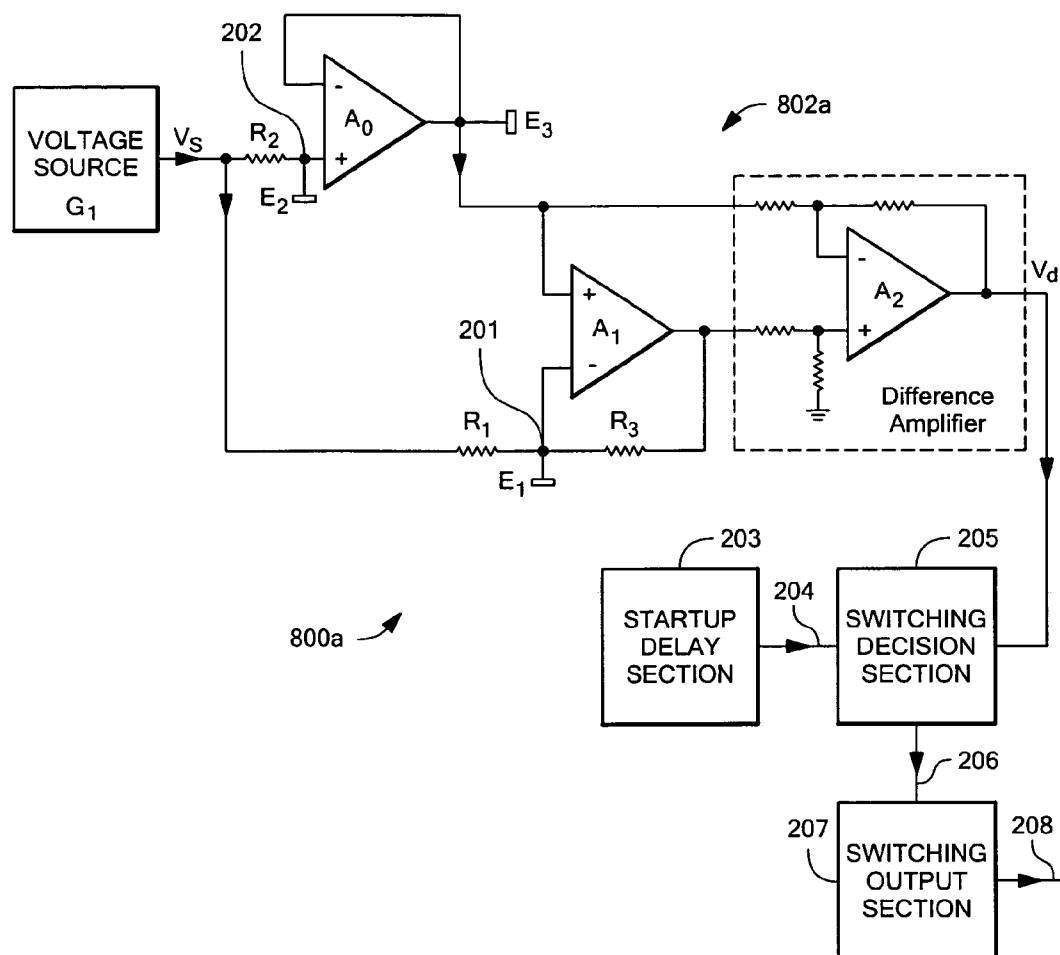 202
VOLTAGE
SOURCE
G1
VS
R2
E2
-
A0
+
E3
802a
201
R1
E1
+
A1
-
R3
-
A2
+
Vd
Difference
Amplifier
203
STARTUP
DELAY
SECTION
204
205
SWITCHING
DECISION
SECTION
800a
206
207
SWITCHING
OUTPUT
SECTION
208